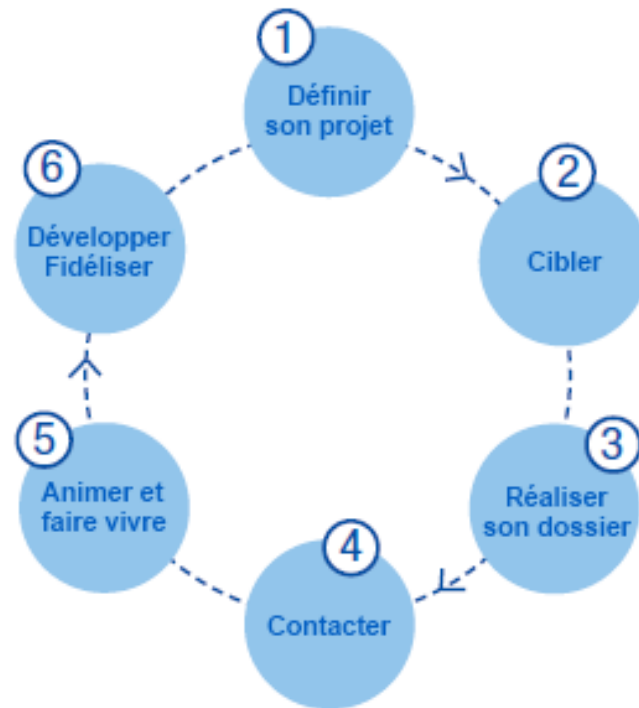 1
Définir
son projet
2
Cibler
3
Réaliser
son dossier
4
Contacter
5
Animer et
faire vivre
6
Développer
Fidéliser